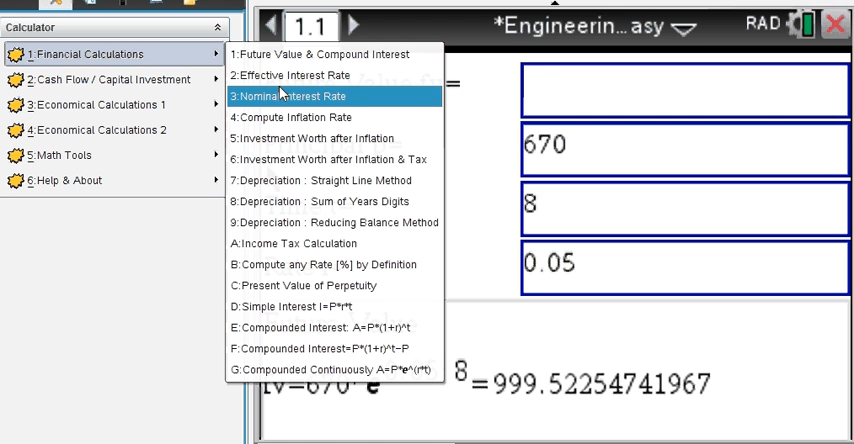 1.1
*Engineerin...asy
RAD
Calculator
1:Financial Calculations
2:Cash Flow / Capital Investment
3:Economical Calculations 1
4:Economical Calculations 2
5:Math Tools
6:Help & About
1:Future Value & Compound Interest
2:Effective Interest Rate
3:Nominal Interest Rate
4:Compute Inflation Rate
5:Investment Worth after Inflation
6:Investment Worth after Inflation & Tax
7:Depreciation : Straight Line Method
8:Depreciation : Sum of Years Digits
9:Depreciation : Reducing Balance Method
A:Income Tax Calculation
B:Compute any Rate [%] by Definition
C:Present Value of Perpetuity
D:Simple Interest I=P*r*t
E:Compounded Interest: A=P*(1+r)^t
F:Compounded Interest=P*(1+r)^t−P
G:Compounded Continuously A=P*e^(r*t)
=
670
8
0.05
fv=670*e 8=999.52254741967